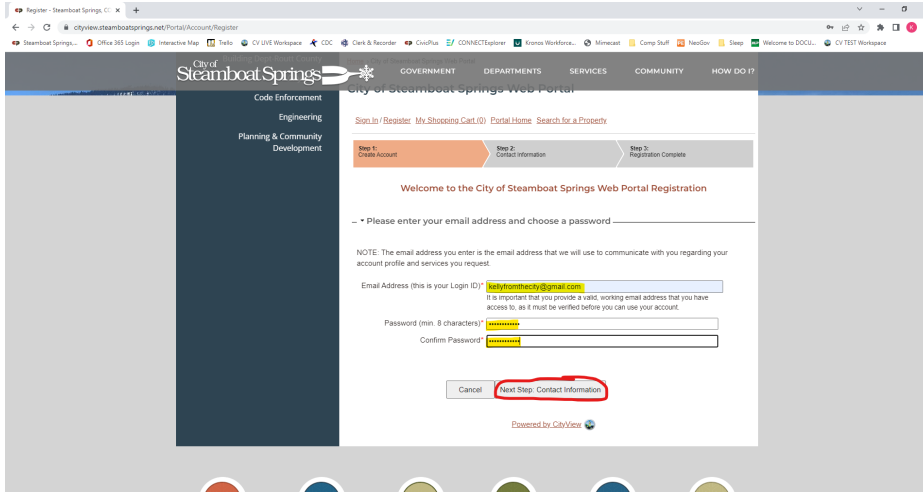 Register - Steamboat Springs, CO
cityview.steamboatsprings.net/Portal/Account/Register
Steamboat Springs,... Office 365 Login Interactive Map Trello CV LIVE Workspace CDC Clerk & Recorder CivicPlus CONNECTExplorer Kronos Workforce... Mimecast Comp Stuff NeoGov Sleep Welcome to DOCU... CV TEST Workspace
City of
Steamboat Springs
GOVERNMENT DEPARTMENTS SERVICES COMMUNITY HOW DO I?
City of Steamboat Springs Web Portal
Code Enforcement
Engineering
Planning & Community
Development
Sign In / Register My Shopping Cart (0) Portal Home Search for a Property
Step 1:
Create Account
Step 2:
Contact Information
Step 3:
Registration Complete
Welcome to the City of Steamboat Springs Web Portal Registration
Please enter your email address and choose a password
NOTE: The email address you enter is the email address that we will use to communicate with you regarding your
account profile and services you request.
Email Address (this is your Login ID)* kellyfromthecity@gmail.com
It is important that you provide a valid, working email address that you have
access to, as it must be verified before you can use your account.
Password (min. 8 characters)* ••••••••••••
Confirm Password* ••••••••••••
Cancel Next Step: Contact Information
Powered by CityView